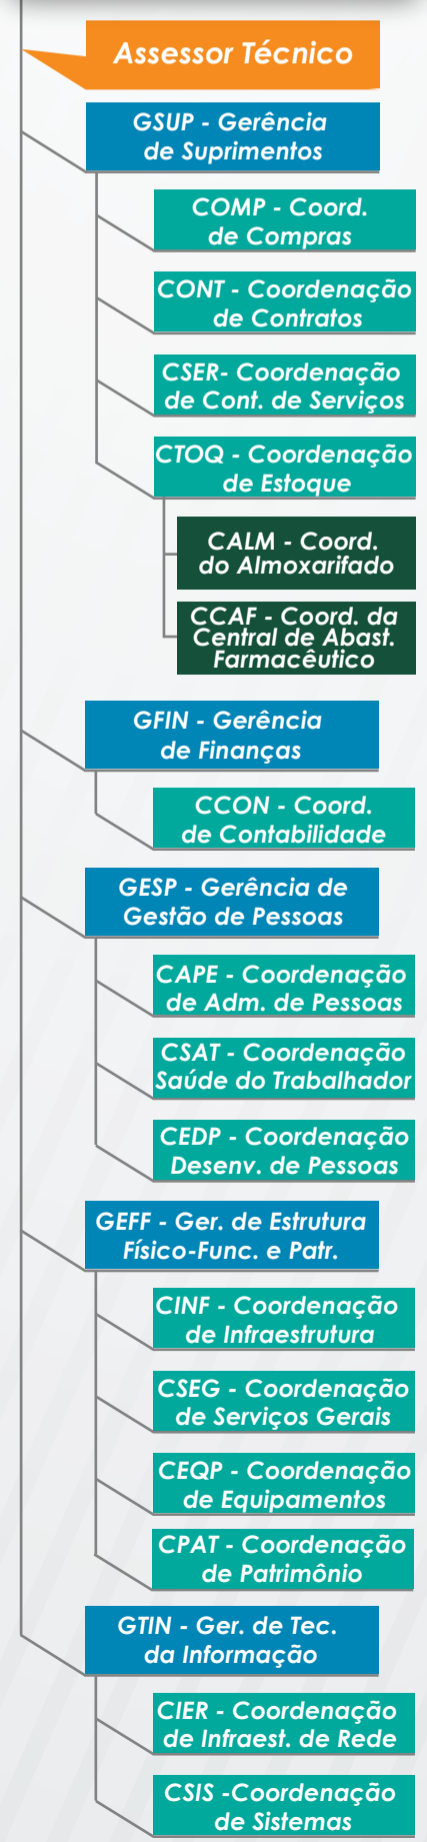 Assessor Técnico
GSUP - Gerência
de Suprimentos
COMP - Coord.
de Compras
CONT - Coordenação
de Contratos
CSER- Coordenação
de Cont. de Serviços
CTOQ - Coordenação
de Estoque
CALM - Coord.
do Almoxarifado
CCAF - Coord. da
Central de Abast.
Farmacêutico
GFIN - Gerência
de Finanças
CCON - Coord.
de Contabilidade
GESP - Gerência de
Gestão de Pessoas
CAPE - Coordenação
de Adm. de Pessoas
CSAT - Coordenação
Saúde do Trabalhador
CEDP - Coordenação
Desenv. de Pessoas
GEFF - Ger. de Estrutura
Físico-Func. e Patr.
CINF - Coordenação
de Infraestrutura
CSEG - Coordenação
de Serviços Gerais
CEQP - Coordenação
de Equipamentos
CPAT - Coordenação
de Patrimônio
GTIN - Ger. de Tec.
da Informação
CIER - Coordenação
de Infraest. de Rede
CSIS -Coordenação
de Sistemas